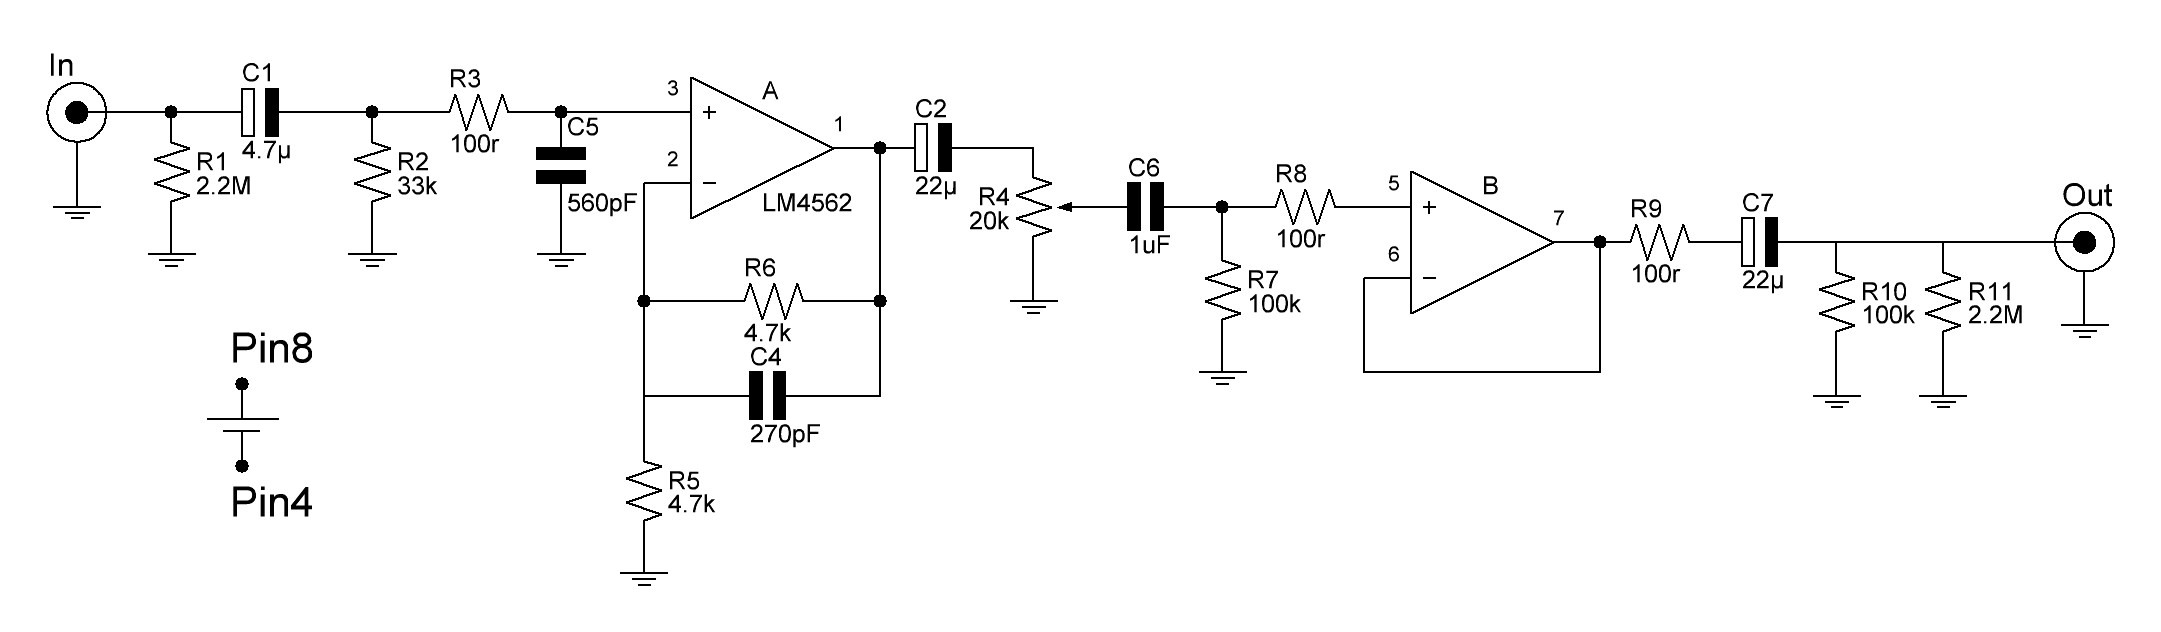 In
R1
2.2M
C1
4.7µ
R2
33k
R3
100r
C5
560pF
3
2
+
−
A
1
LM4562
R6
4.7k
C4
270pF
R5
4.7k
C2
22µ
R4
20k
C6
1uF
R7
100k
R8
100r
5
6
+
−
B
7
R9
100r
C7
22µ
R10
100k
R11
2.2M
Out
Pin8
Pin4